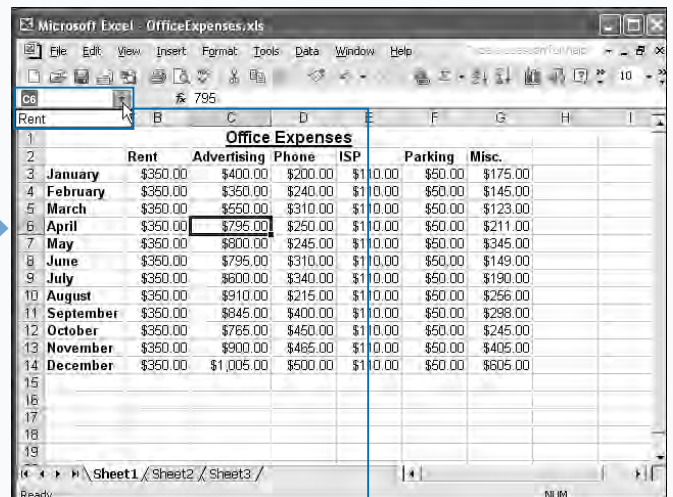 Microsoft Excel - OfficeExpenses.xls
File Edit View Insert Format Tools Data Window Help
10
C6 fx 795
Rent B C D E F G H I
1 Office Expenses
2 Rent Advertising Phone ISP Parking Misc.
3 January $350.00 $400.00 $200.00 $110.00 $50.00 $175.00
4 February $350.00 $350.00 $240.00 $110.00 $50.00 $145.00
5 March $350.00 $550.00 $310.00 $110.00 $50.00 $123.00
6 April $350.00 $795.00 $250.00 $110.00 $50.00 $211.00
7 May $350.00 $800.00 $245.00 $110.00 $50.00 $345.00
8 June $350.00 $795.00 $310.00 $110.00 $50.00 $149.00
9 July $350.00 $600.00 $340.00 $110.00 $50.00 $190.00
10 August $350.00 $910.00 $215.00 $110.00 $50.00 $256.00
11 September $350.00 $845.00 $400.00 $110.00 $50.00 $298.00
12 October $350.00 $765.00 $450.00 $110.00 $50.00 $245.00
13 November $350.00 $900.00 $465.00 $110.00 $50.00 $405.00
14 December $350.00 $1,005.00 $500.00 $110.00 $50.00 $605.00
15
16
17
18
19
Sheet1 / Sheet2 / Sheet3 /
Ready NUM